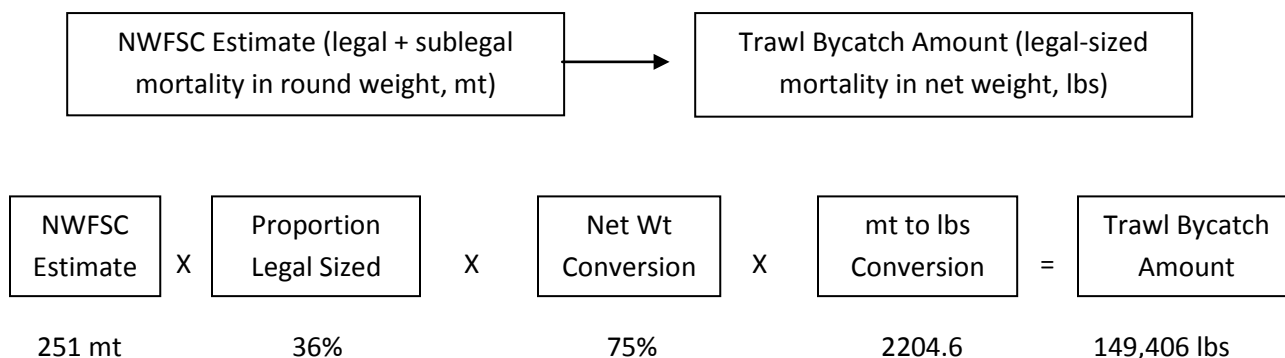 NWFSC Estimate (legal + sublegal
mortality in round weight, mt)
Trawl Bycatch Amount (legal-sized
mortality in net weight, lbs)
NWFSC
Estimate
X
Proportion
Legal Sized
X
Net Wt
Conversion
X
mt to lbs
Conversion
=
Trawl Bycatch
Amount
251 mt
36%
75%
2204.6
149,406 lbs